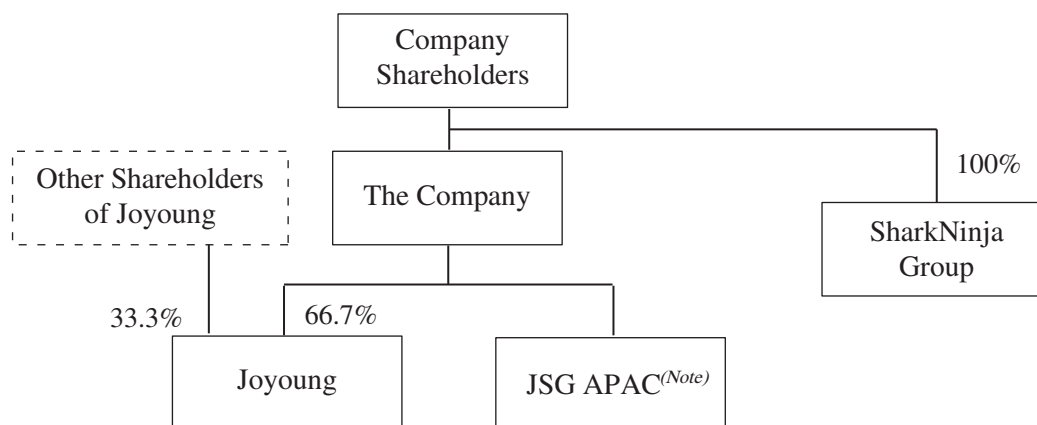 Company
Shareholders
100%
Other Shareholders
of Joyoung
The Company
SharkNinja
Group
33.3%
66.7%
Joyoung
JSG APAC(Note)